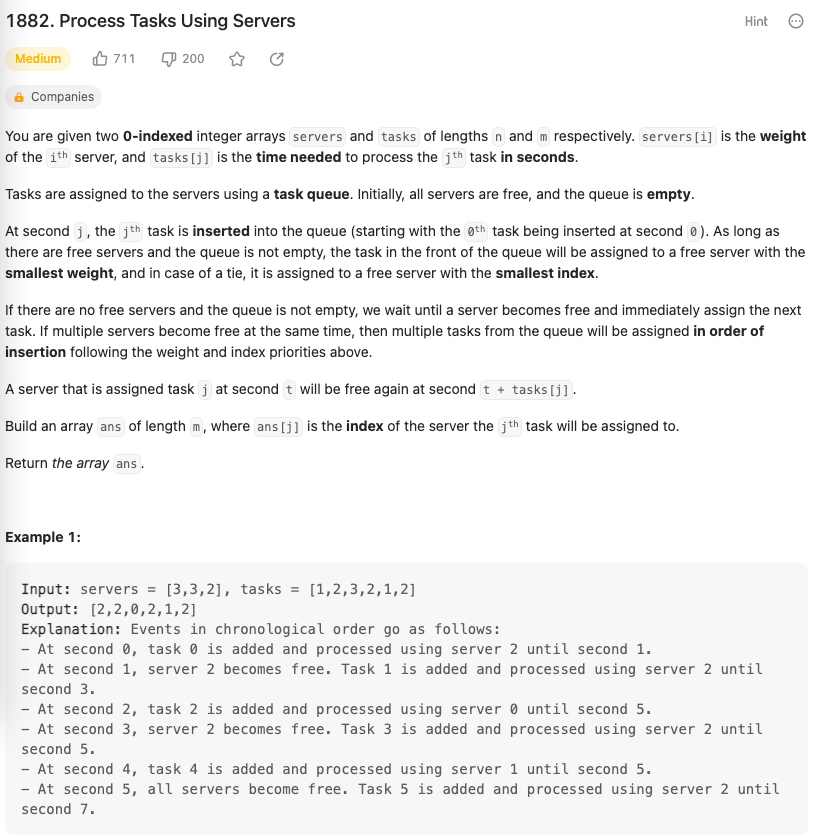 1882. Process Tasks Using Servers
Hint
Medium 711 200
Companies
You are given two 0-indexed integer arrays servers and tasks of lengths n and m respectively. servers[i] is the weight
of the ith server, and tasks[j] is the time needed to process the jth task in seconds.
Tasks are assigned to the servers using a task queue. Initially, all servers are free, and the queue is empty.
At second j, the jth task is inserted into the queue (starting with the 0th task being inserted at second 0). As long as
there are free servers and the queue is not empty, the task in the front of the queue will be assigned to a free server with the
smallest weight, and in case of a tie, it is assigned to a free server with the smallest index.
If there are no free servers and the queue is not empty, we wait until a server becomes free and immediately assign the next
task. If multiple servers become free at the same time, then multiple tasks from the queue will be assigned in order of
insertion following the weight and index priorities above.
A server that is assigned task j at second t will be free again at second t + tasks[j].
Build an array ans of length m, where ans[j] is the index of the server the jth task will be assigned to.
Return the array ans.
Example 1:
Input: servers = [3,3,2], tasks = [1,2,3,2,1,2]
Output: [2,2,0,2,1,2]
Explanation: Events in chronological order go as follows:
– At second 0, task 0 is added and processed using server 2 until second 1.
– At second 1, server 2 becomes free. Task 1 is added and processed using server 2 until
second 3.
– At second 2, task 2 is added and processed using server 0 until second 5.
– At second 3, server 2 becomes free. Task 3 is added and processed using server 2 until
second 5.
– At second 4, task 4 is added and processed using server 1 until second 5.
– At second 5, all servers become free. Task 5 is added and processed using server 2 until
second 7.